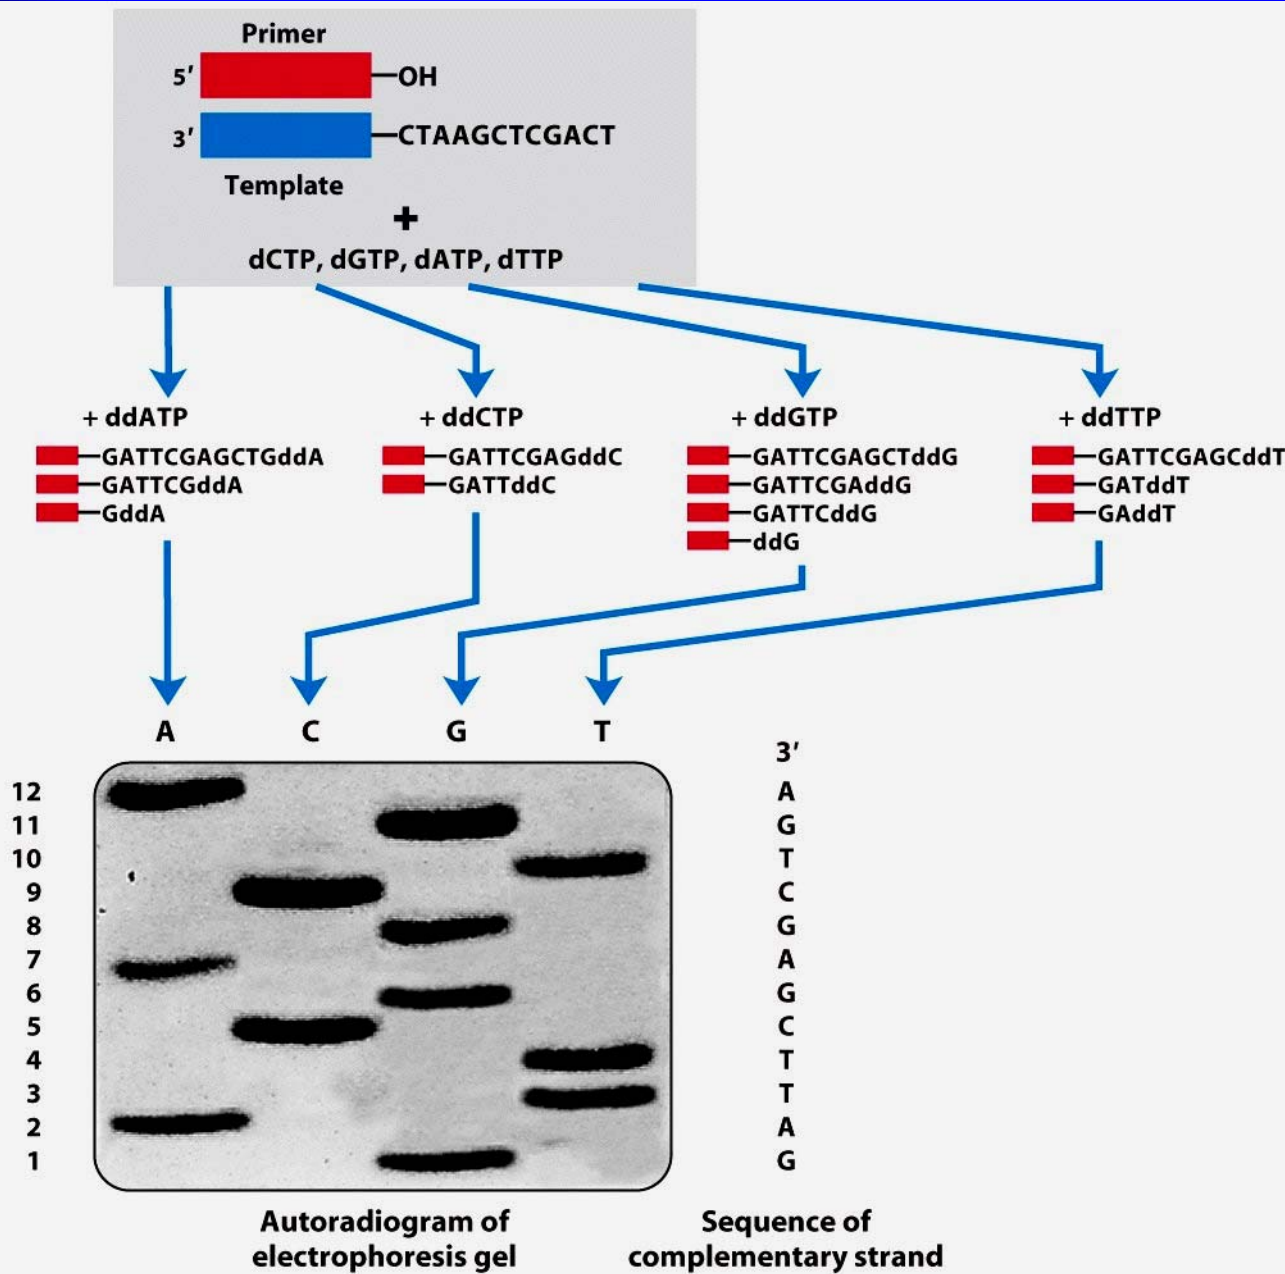 Primer
5′ OH
3′ CTAAGCTCGACT
Template
+
dCTP, dGTP, dATP, dTTP
+ ddATP
GATTCGAGCTGddA
GATTCGddA
GddA
+ ddCTP
GATTCGAGddC
GATTddC
+ ddGTP
GATTCGAGCTddG
GATTCGAddG
GATTCddG
ddG
+ ddTTP
GATTCGAGCddT
GATddT
GAddT
A C G T
3′
12 A
11 G
10 T
9 C
8 G
7 A
6 G
5 C
4 T
3 T
2 A
1 G
Autoradiogram of
electrophoresis gel
Sequence of
complementary strand